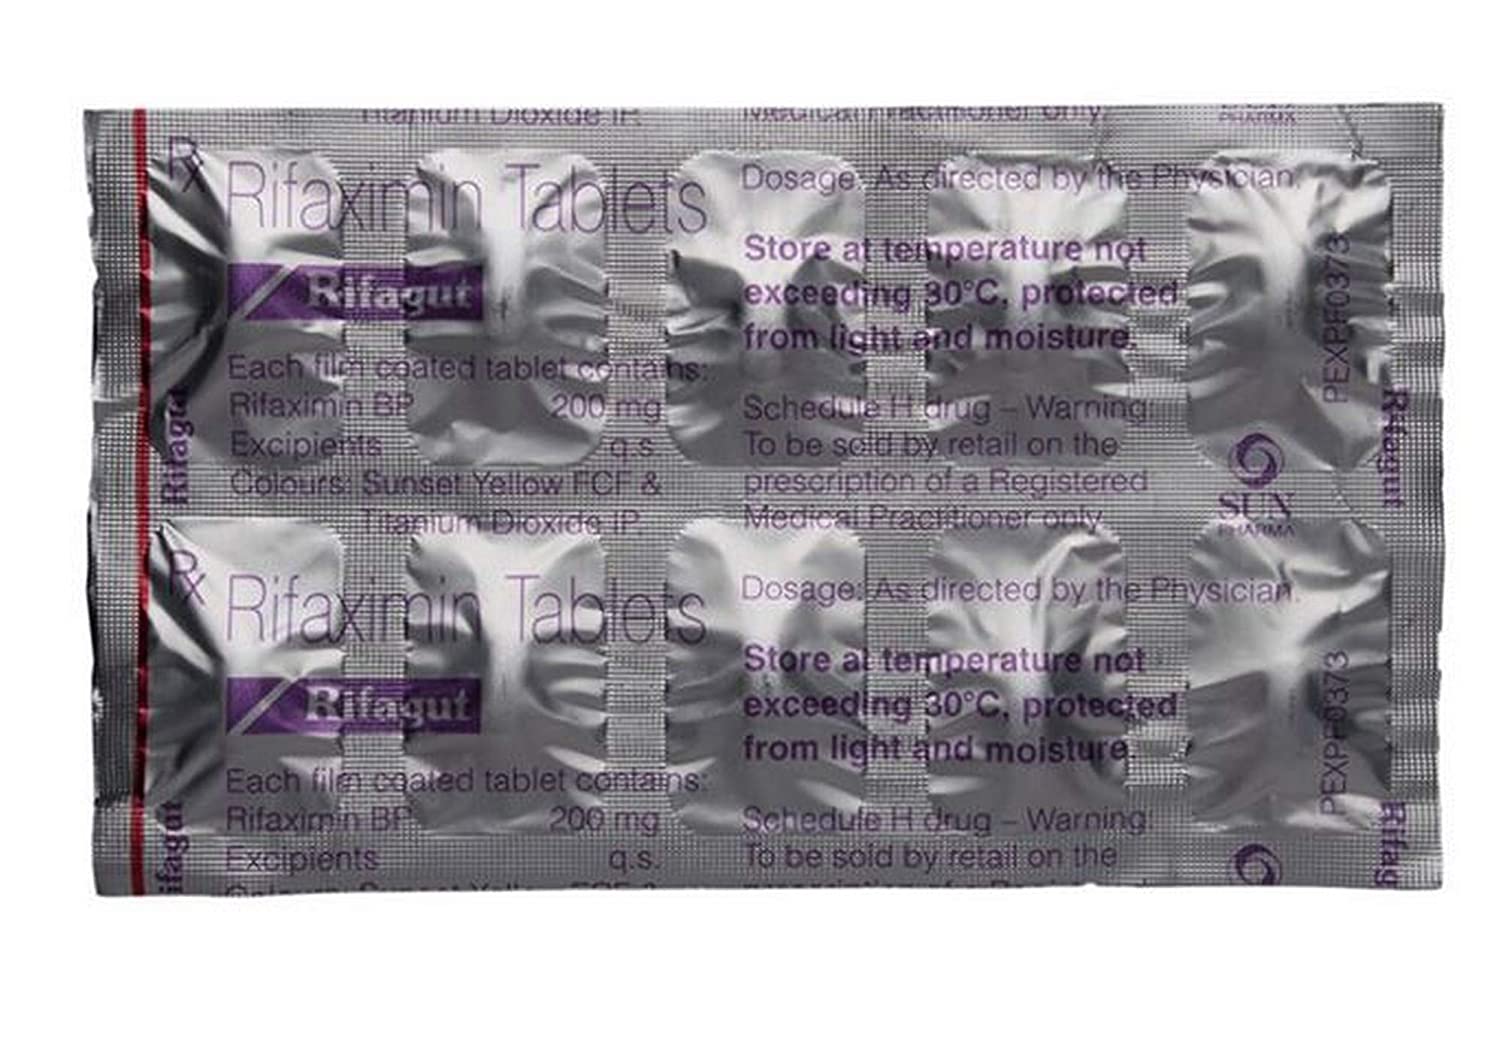 Titanium Dioxide IP.
Medical Practitioner only.
PHARMA
Rx Rifaximin Tablets
Rifagut
Each film coated tablet contains:
Rifaximin BP 200 mg
Excipients q.s.
Colours: Sunset Yellow FCF &
Titanium Dioxide IP.
Dosage: As directed by the Physician.
Store at temperature not
exceeding 30°C, protected
from light and moisture.
Schedule H drug – Warning:
To be sold by retail on the
prescription of a Registered
Medical Practitioner only.
SUN
PHARMA
PEXPF0373
Rifagut
Rifagut
Rx Rifaximin Tablets
Rifagut
Each film coated tablet contains:
Rifaximin BP 200 mg
Excipients q.s.
Dosage: As directed by the Physician.
Store at temperature not
exceeding 30°C, protected
from light and moisture.
Schedule H drug – Warning:
To be sold by retail on the
PEXPF0373
ifagut
Rifag